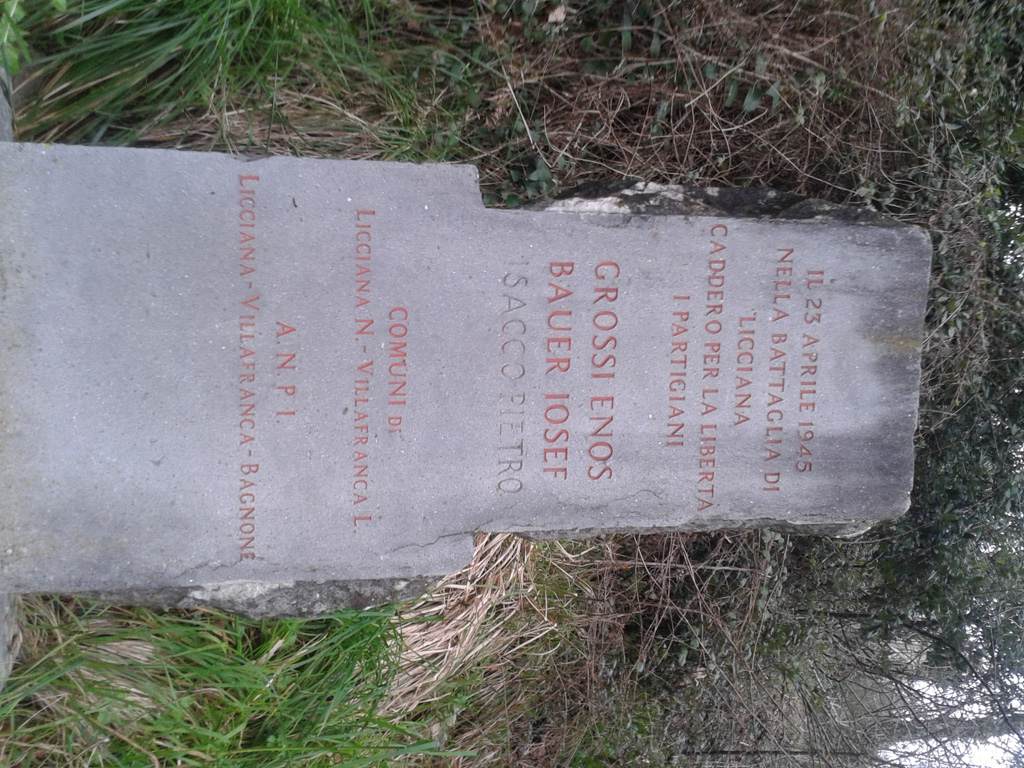 IL 23 APRILE 1945
NELLA BATTAGLIA DI
LICCIANA
CADDERO PER LA LIBERTA
I PARTIGIANI
GROSSI ENOS
BAUER IOSEF
ISACCO PIETRO
COMUNI DI
LICCIANA N. - VILLAFRANCA L
A.N.P.I.
LICCIANA - VILLAFRANCA - BAGNONE